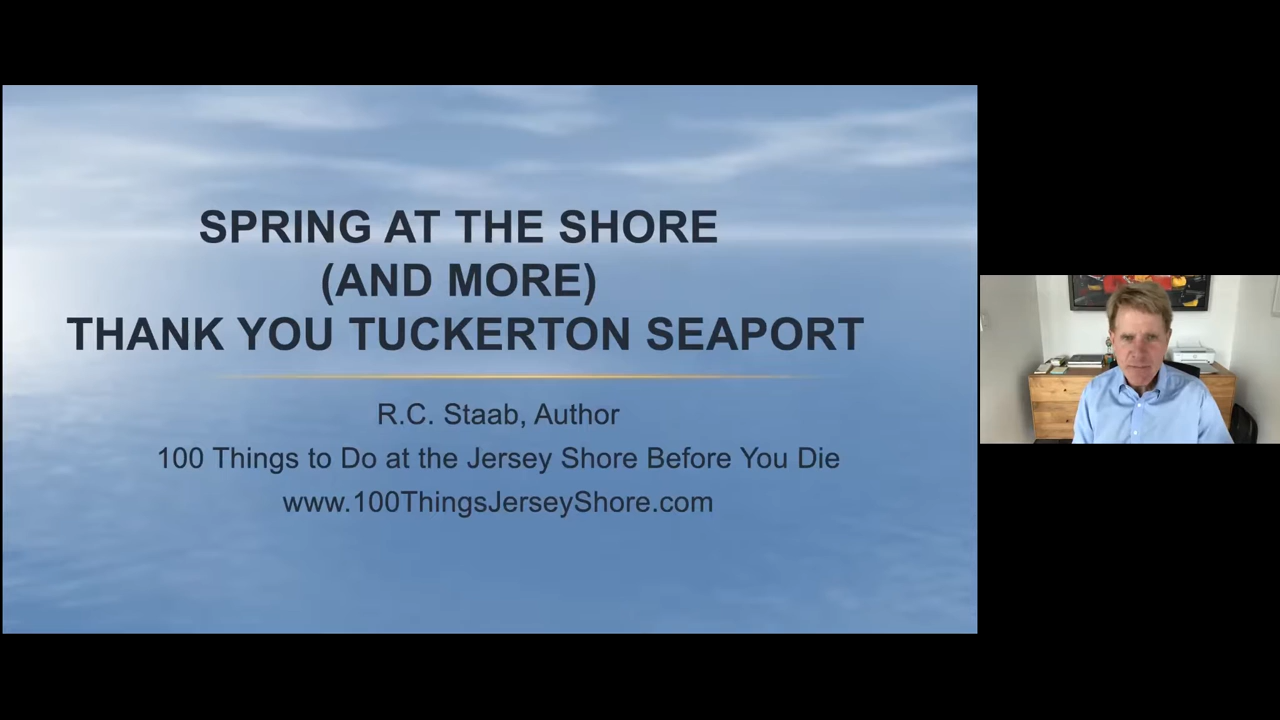 SPRING AT THE SHORE
(AND MORE)
THANK YOU TUCKERTON SEAPORT
R.C. Staab, Author
100 Things to Do at the Jersey Shore Before You Die
www.100ThingsJerseyShore.com